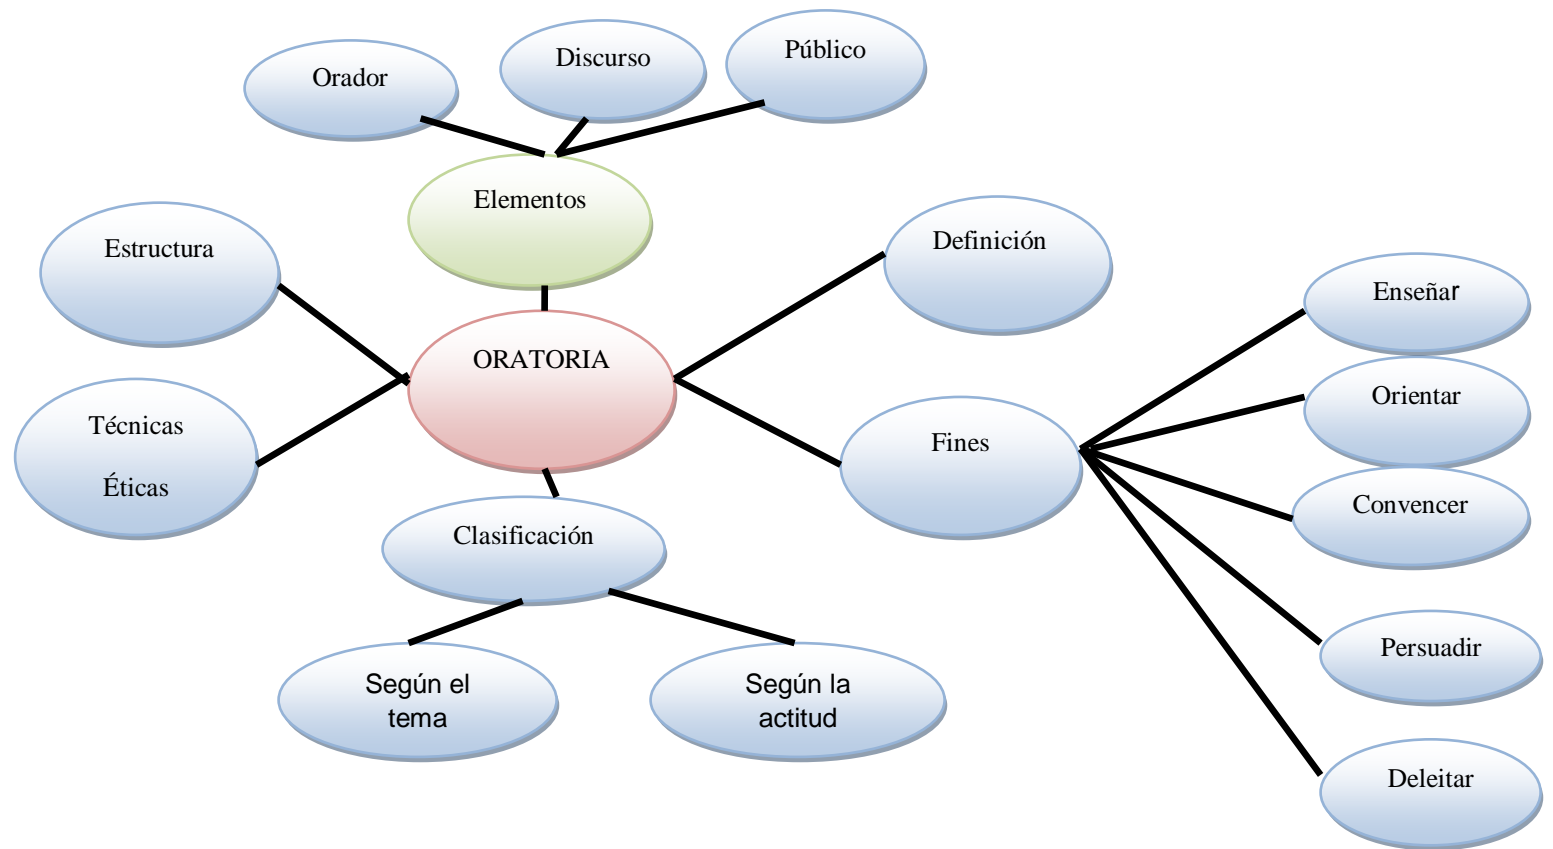 Orador
Discurso
Público
Elementos
Estructura
Definición
Enseñar
ORATORIA
Orientar
Técnicas
Éticas
Fines
Convencer
Clasificación
Persuadir
Según el
tema
Según la
actitud
Deleitar